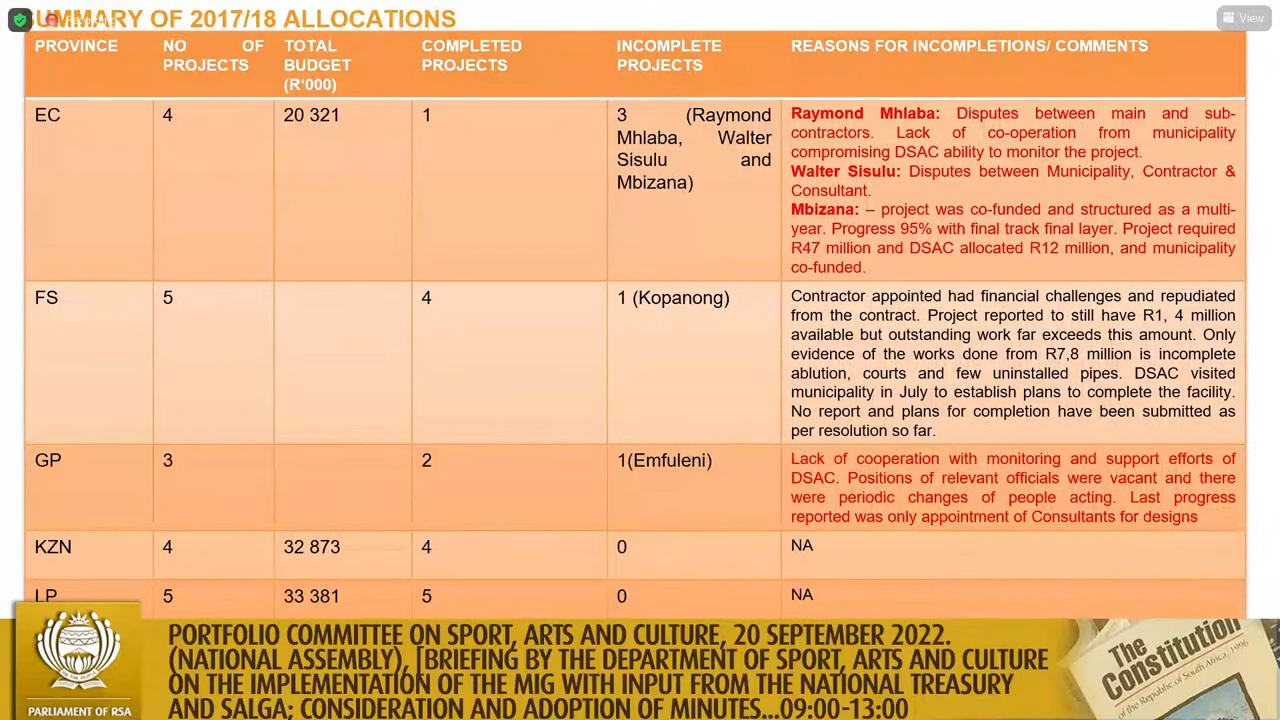 SUMMARY OF 2017/18 ALLOCATIONS
View
PROVINCE
NO OF
PROJECTS
TOTAL
BUDGET
(R'000)
COMPLETED
PROJECTS
INCOMPLETE
PROJECTS
REASONS FOR INCOMPLETIONS/ COMMENTS
EC
4
20 321
1
3 (Raymond
Mhlaba, Walter
Sisulu and
Mbizana)
Raymond Mhlaba: Disputes between main and sub-
contractors. Lack of co-operation from municipality
compromising DSAC ability to monitor the project.
Walter Sisulu: Disputes between Municipality, Contractor &
Consultant.
Mbizana: – project was co-funded and structured as a multi-
year. Progress 95% with final track final layer. Project required
R47 million and DSAC allocated R12 million, and municipality
co-funded.
FS
5
4
1 (Kopanong)
Contractor appointed had financial challenges and repudiated
from the contract. Project reported to still have R1, 4 million
available but outstanding work far exceeds this amount. Only
evidence of the works done from R7,8 million is incomplete
ablution, courts and few uninstalled pipes. DSAC visited
municipality in July to establish plans to complete the facility.
No report and plans for completion have been submitted as
per resolution so far.
GP
3
2
1(Emfuleni)
Lack of cooperation with monitoring and support efforts of
DSAC. Positions of relevant officials were vacant and there
were periodic changes of people acting. Last progress
reported was only appointment of Consultants for designs
KZN
4
32 873
4
0
NA
LP
5
33 381
5
0
NA
PORTFOLIO COMMITTEE ON SPORT, ARTS AND CULTURE, 20 SEPTEMBER 2022.
(NATIONAL ASSEMBLY), [BRIEFING BY THE DEPARTMENT OF SPORT, ARTS AND CULTURE
ON THE IMPLEMENTATION OF THE MIG WITH INPUT FROM THE NATIONAL TREASURY
AND SALGA; CONSIDERATION AND ADOPTION OF MINUTES...09:00-13:00
PARLIAMENT OF RSA
The
Constitution
of the Republic of South Africa, 1996